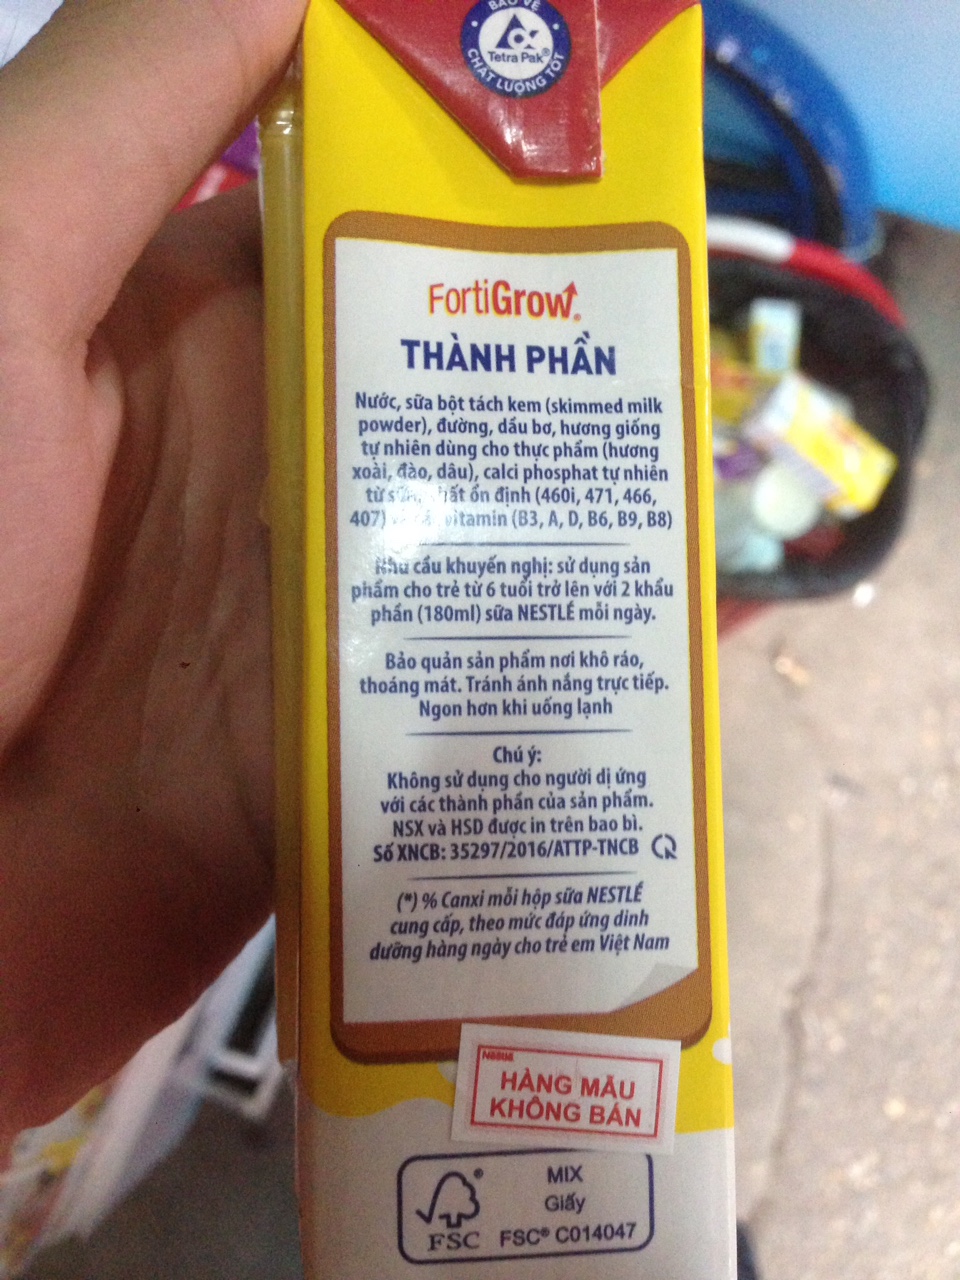 BẢO VỆ
Tetra Pak®
CHẤT LƯỢNG TỐT
FortiGrow®
THÀNH PHẦN
Nước, sữa bột tách kem (skimmed milk
powder), đường, dầu bơ, hương giống
tự nhiên dùng cho thực phẩm (hương
xoài, đào, dâu), calci phosphat tự nhiên
từ ổn định (460i, 471, 466,
407) vitamin (B3, A, D, B6, B9, B8)
Nhu cầu khuyến nghị: sử dụng sản
phẩm cho trẻ từ 6 tuổi trở lên với 2 khẩu
phần (180ml) sữa NESTLÉ mỗi ngày.
Bảo quản sản phẩm nơi khô ráo,
thoáng mát. Tránh ánh nắng trực tiếp.
Ngon hơn khi uống lạnh
Chú ý:
Không sử dụng cho người dị ứng
với các thành phần của sản phẩm.
NSX và HSD được in trên bao bì.
Số XNCB: 35297/2016/ATTP-TNCB
(*) % Canxi mỗi hộp sữa NESTLÉ
cung cấp, theo mức đáp ứng dinh
dưỡng hàng ngày cho trẻ em Việt Nam
Nestlé
HÀNG MẪU
KHÔNG BÁN
MIX
Giấy
FSC® C014047
FSC